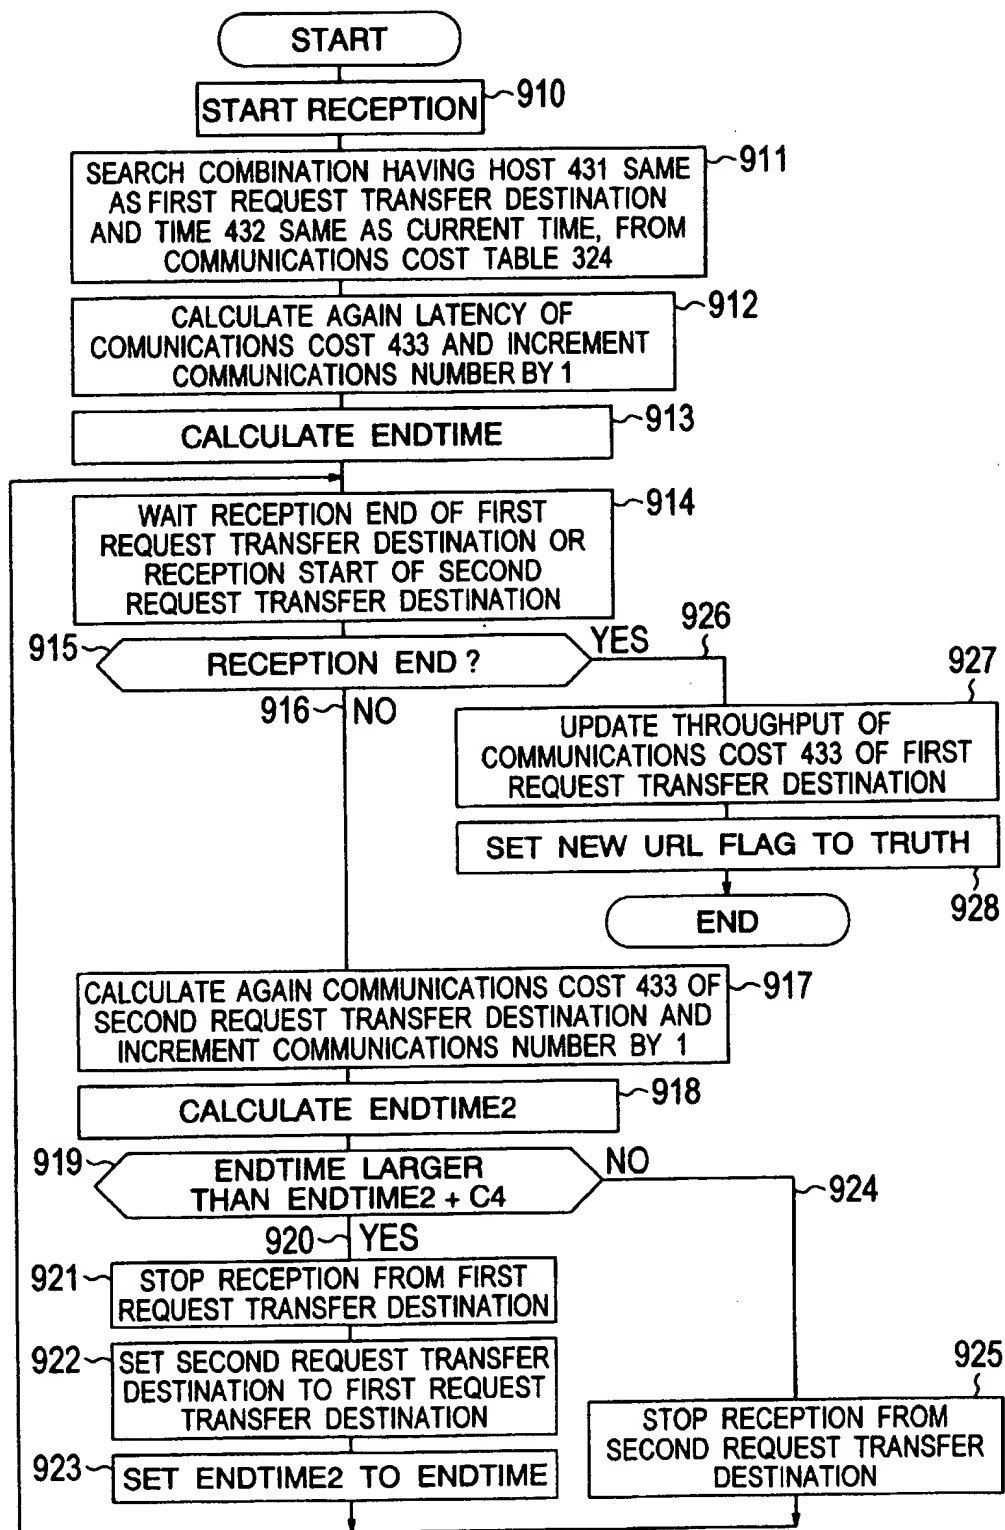 START
START RECEPTION
910
SEARCH COMBINATION HAVING HOST 431 SAME
AS FIRST REQUEST TRANSFER DESTINATION
AND TIME 432 SAME AS CURRENT TIME, FROM
COMMUNICATIONS COST TABLE 324
911
CALCULATE AGAIN LATENCY OF
COMUNICATIONS COST 433 AND INCREMENT
COMMUNICATIONS NUMBER BY 1
912
CALCULATE ENDTIME
913
WAIT RECEPTION END OF FIRST
REQUEST TRANSFER DESTINATION OR
RECEPTION START OF SECOND
REQUEST TRANSFER DESTINATION
914
915
RECEPTION END ?
YES
926
916
NO
927
UPDATE THROUGHPUT OF
COMMUNICATIONS COST 433 OF FIRST
REQUEST TRANSFER DESTINATION
SET NEW URL FLAG TO TRUTH
928
END
CALCULATE AGAIN COMMUNICATIONS COST 433 OF
SECOND REQUEST TRANSFER DESTINATION AND
INCREMENT COMMUNICATIONS NUMBER BY 1
917
CALCULATE ENDTIME2
918
919
ENDTIME LARGER
THAN ENDTIME2 + C4
NO
924
920
YES
921
STOP RECEPTION FROM FIRST
REQUEST TRANSFER DESTINATION
922
SET SECOND REQUEST TRANSFER
DESTINATION TO FIRST REQUEST
TRANSFER DESTINATION
923
SET ENDTIME2 TO ENDTIME
925
STOP RECEPTION FROM
SECOND REQUEST TRANSFER
DESTINATION